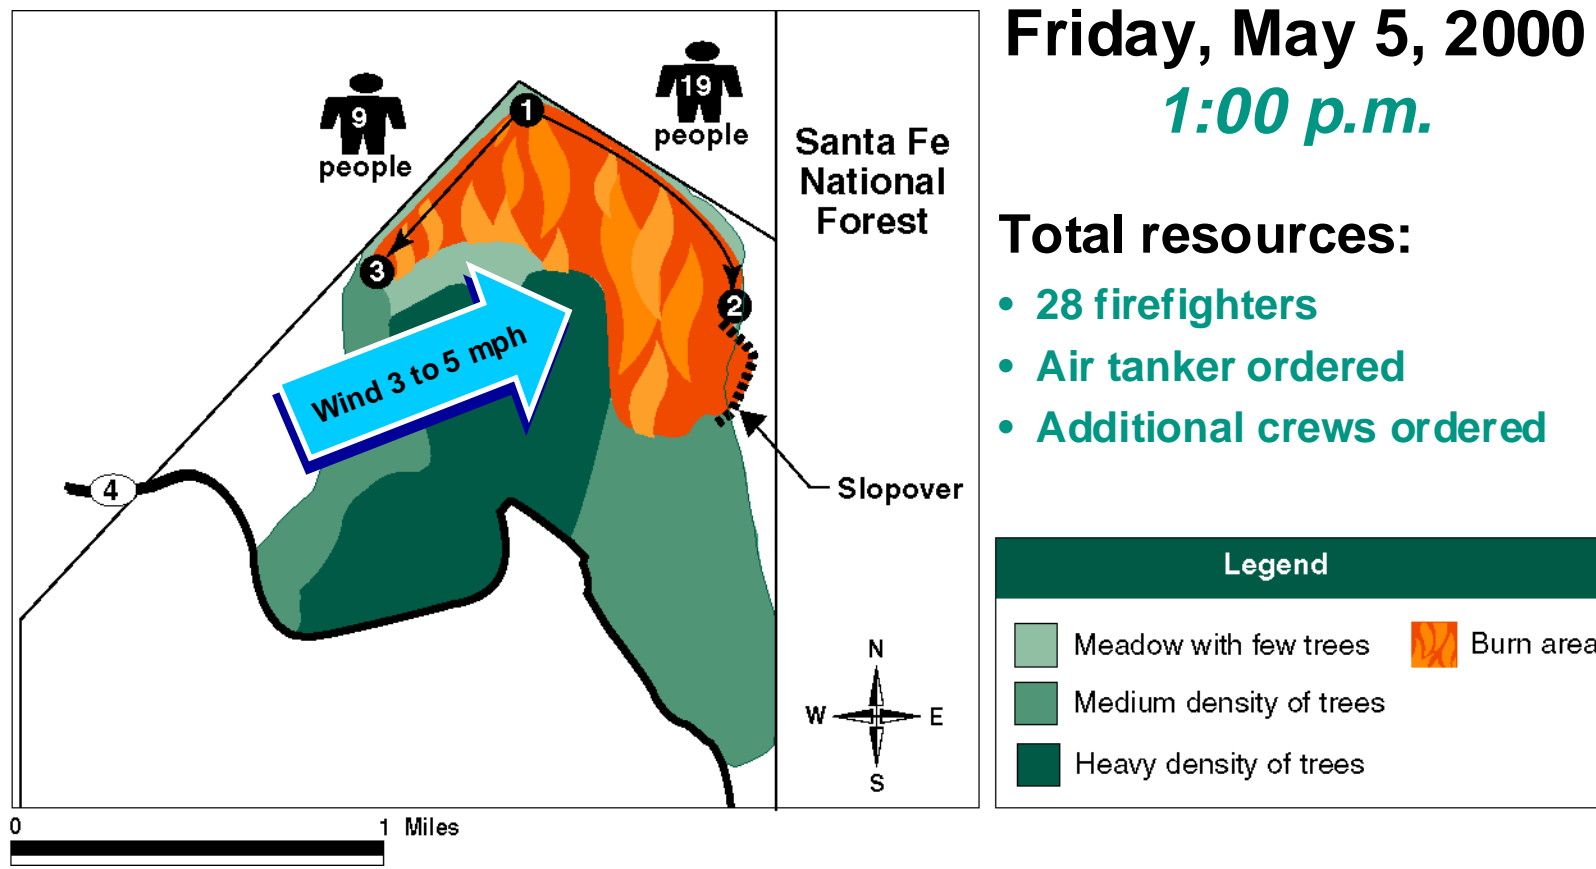 Friday, May 5, 2000
1:00 p.m.
9
people
19
people
1
2
3
Santa Fe
National
Forest
Wind 3 to 5 mph
4
Slopover
N
W
E
S
0
1 Miles
Total resources:
• 28 firefighters
• Air tanker ordered
• Additional crews ordered
Legend
Meadow with few trees
Burn area
Medium density of trees
Heavy density of trees